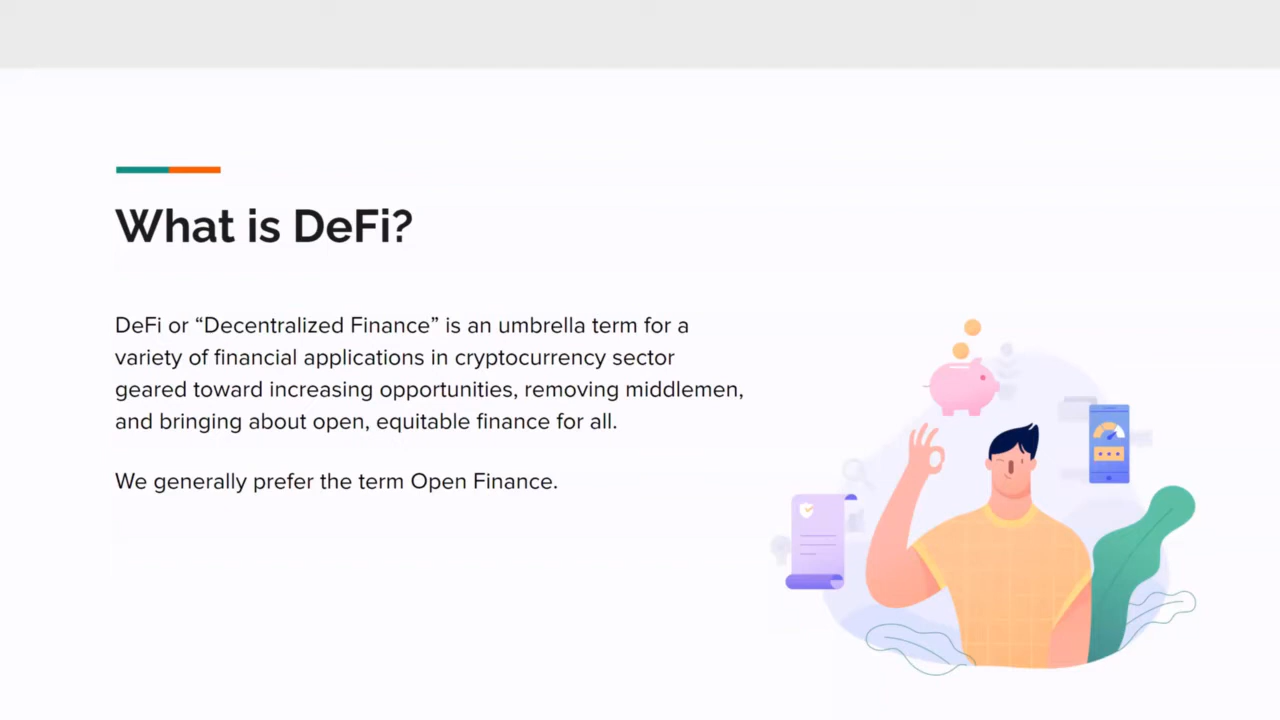 What is DeFi?
DeFi or “Decentralized Finance” is an umbrella term for a
variety of financial applications in cryptocurrency sector
geared toward increasing opportunities, removing middlemen,
and bringing about open, equitable finance for all.
We generally prefer the term Open Finance.